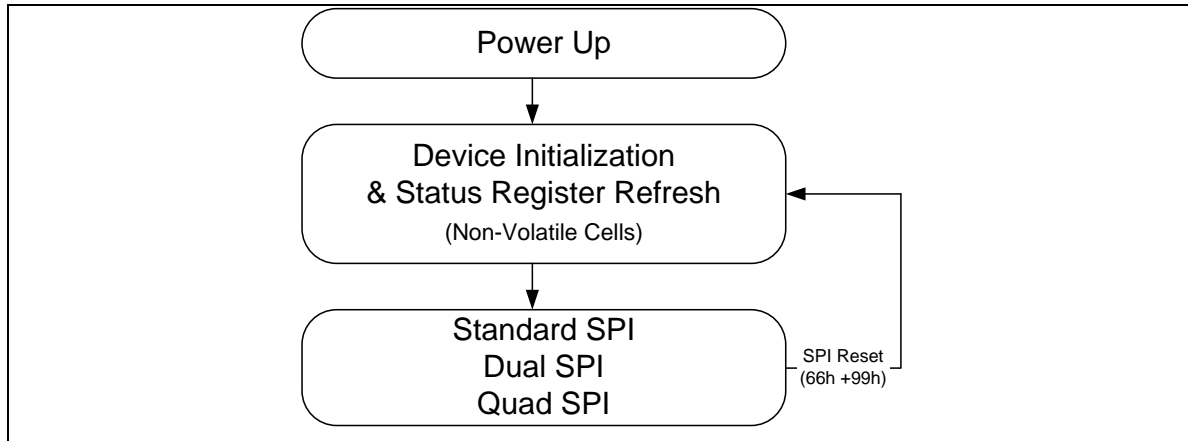 Power Up
Device Initialization
& Status Register Refresh
(Non-Volatile Cells)
Standard SPI
Dual SPI
Quad SPI
SPI Reset
(66h +99h)